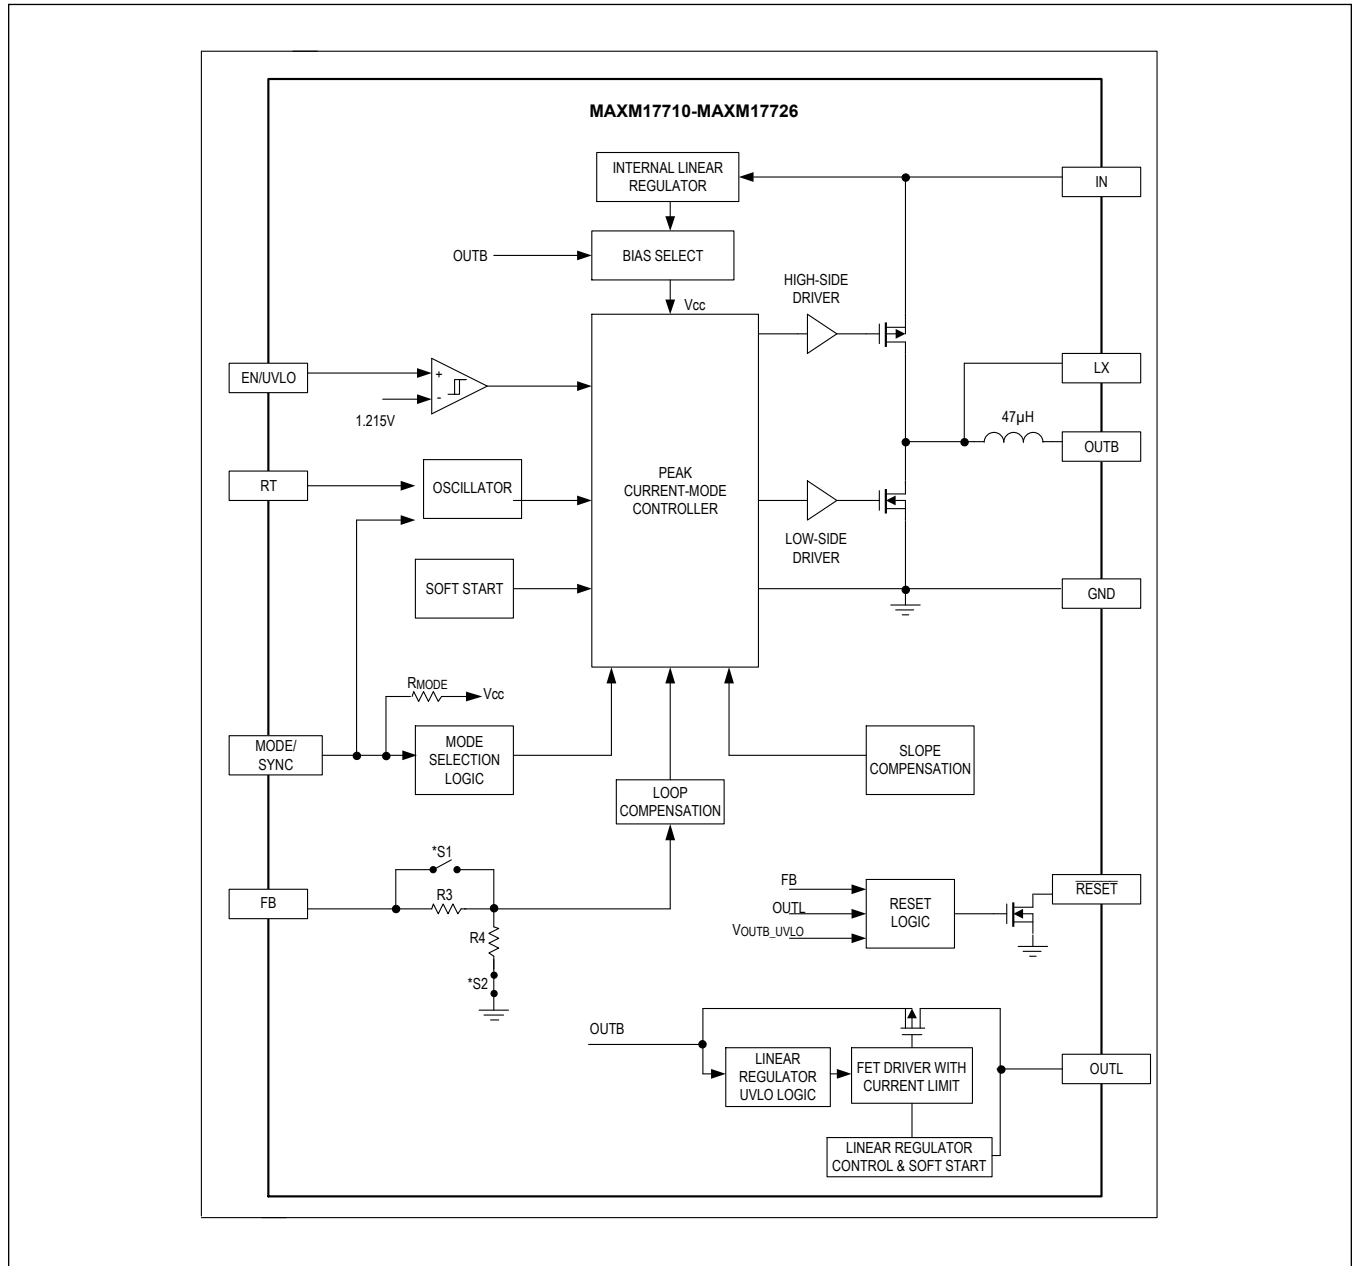 MAXM17710-MAXM17726
INTERNAL LINEAR
REGULATOR
IN
OUTB
BIAS SELECT
HIGH-SIDE
DRIVER
Vcc
LX
EN/UVLO
+
-
1.215V
47µH
OUTB
RT
OSCILLATOR
PEAK
CURRENT-MODE
CONTROLLER
LOW-SIDE
DRIVER
SOFT START
GND
RMODE
Vcc
MODE/
SYNC
MODE
SELECTION
LOGIC
SLOPE
COMPENSATION
LOOP
COMPENSATION
*S1
FB
R3
R4
*S2
FB
OUTL
VOUTB_UVLO
RESET
LOGIC
RESET
OUTB
LINEAR
REGULATOR
UVLO LOGIC
FET DRIVER WITH
CURRENT LIMIT
OUTL
LINEAR REGULATOR
CONTROL & SOFT START